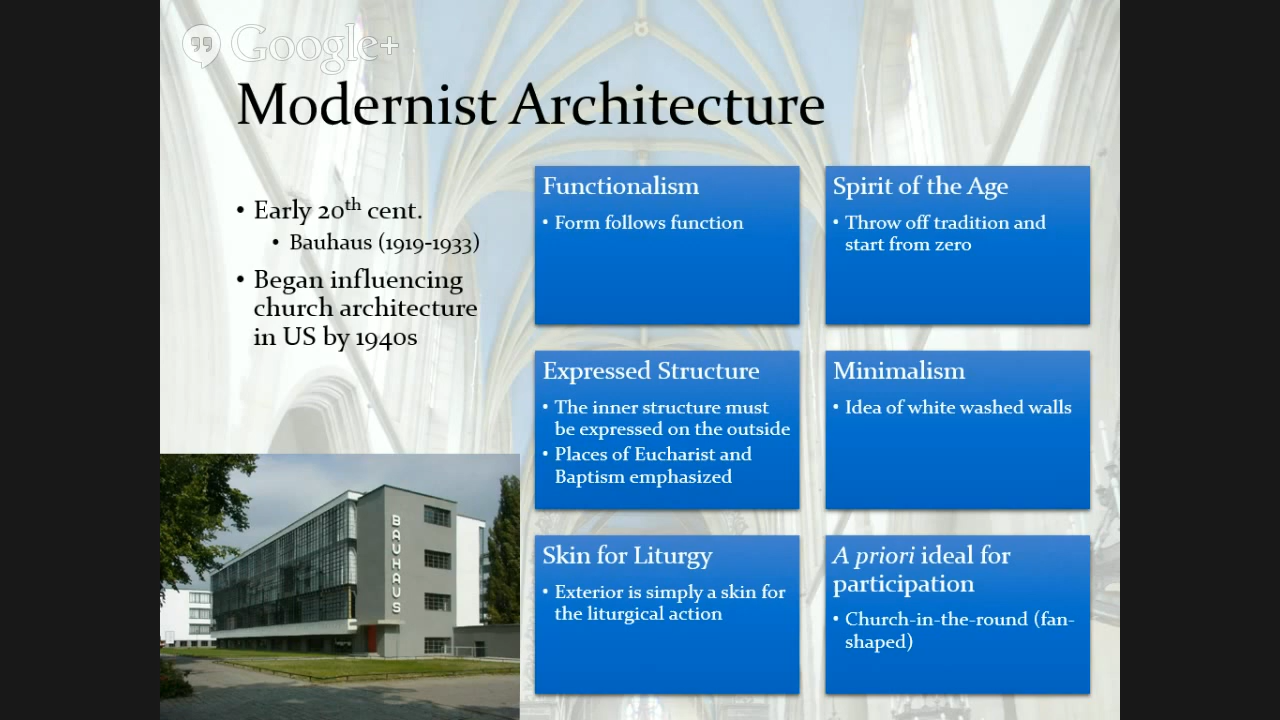 Google+
Modernist Architecture
• Early 20th cent.
• Bauhaus (1919-1933)
• Began influencing
church architecture
in US by 1940s
Functionalism
• Form follows function
Spirit of the Age
• Throw off tradition and
start from zero
Expressed Structure
• The inner structure must
be expressed on the outside
• Places of Eucharist and
Baptism emphasized
Minimalism
• Idea of white washed walls
Skin for Liturgy
• Exterior is simply a skin for
the liturgical action
A priori ideal for
participation
• Church-in-the-round (fan-
shaped)
BAUHAUS